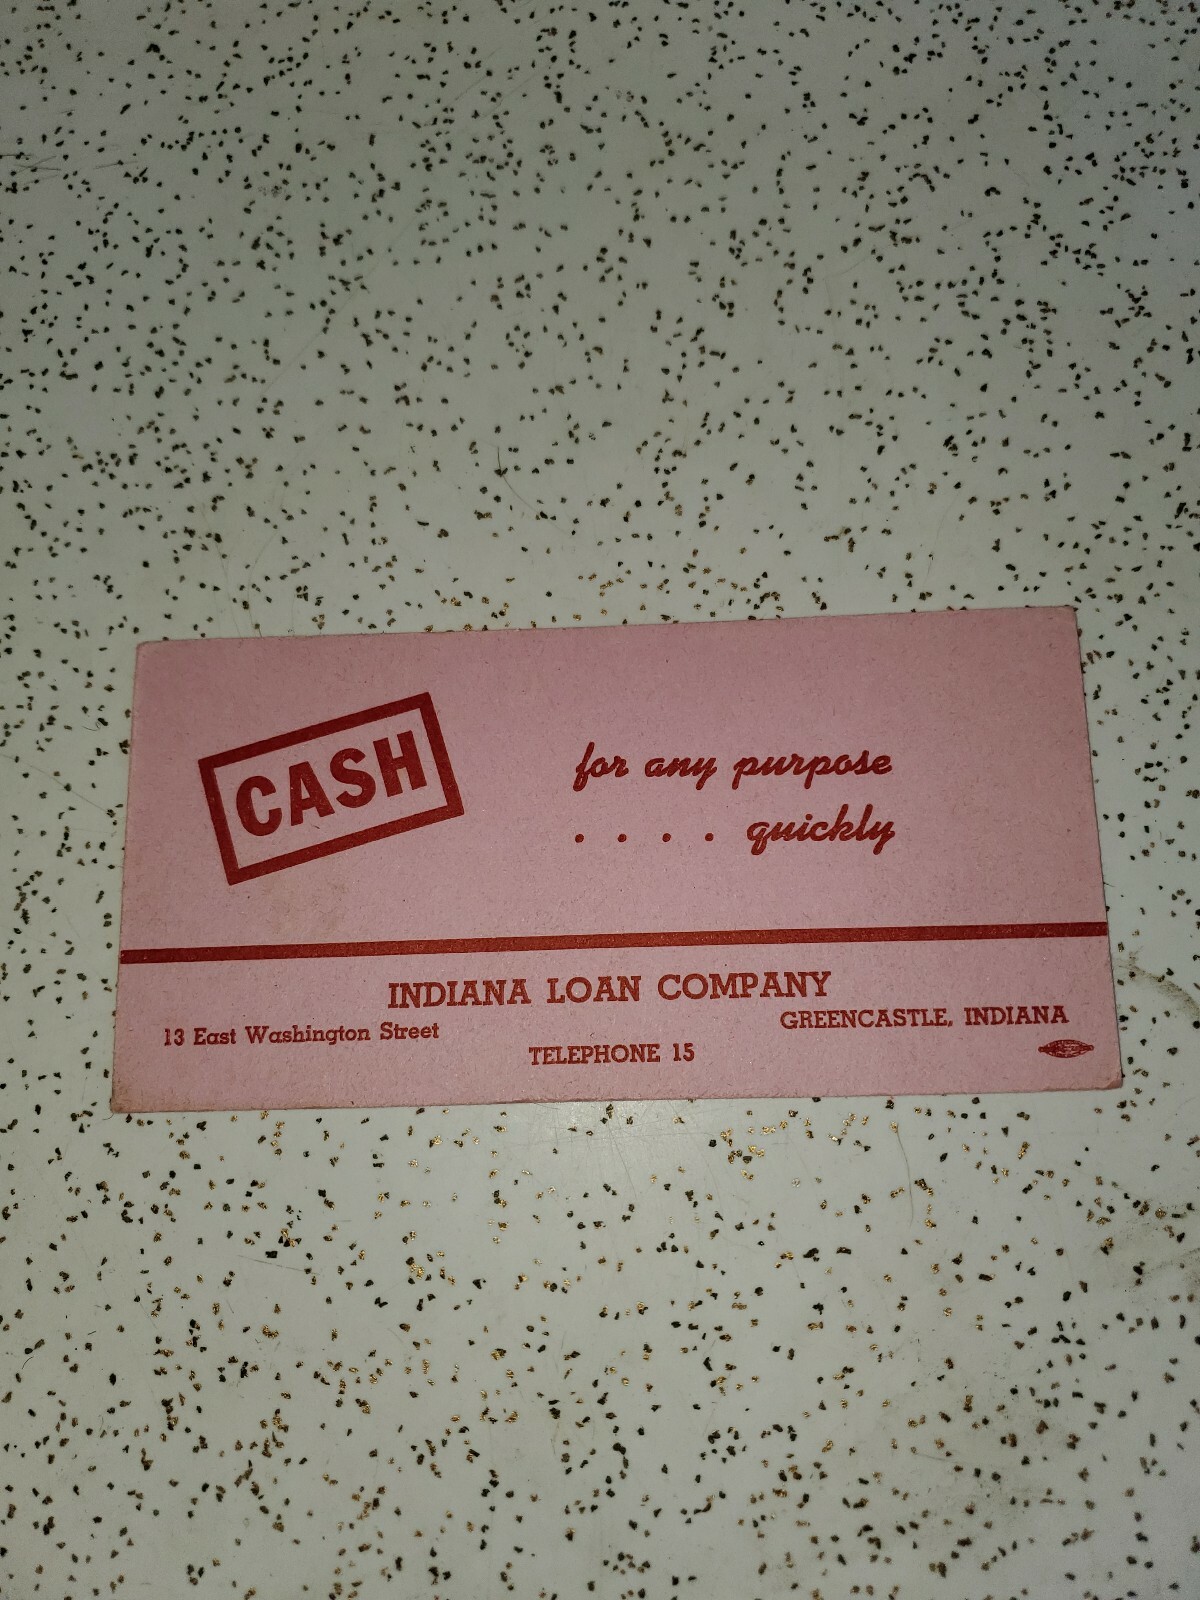 CASH
for any purpose
. . . . quickly
INDIANA LOAN COMPANY
13 East Washington Street
GREENCASTLE, INDIANA
TELEPHONE 15